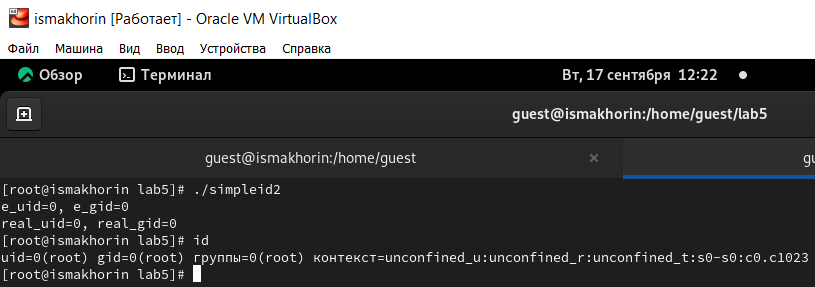 ismakhorin [Работает] - Oracle VM VirtualBox
Файл Машина Вид Ввод Устройства Справка
Обзор Терминал Вт, 17 сентября 12:22
guest@ismakhorin:/home/guest/lab5
guest@ismakhorin:/home/guest × gu
[root@ismakhorin lab5]# ./simpleid2
e_uid=0, e_gid=0
real_uid=0, real_gid=0
[root@ismakhorin lab5]# id
uid=0(root) gid=0(root) группы=0(root) контекст=unconfined_u:unconfined_r:unconfined_t:s0-s0:c0.c1023
[root@ismakhorin lab5]#